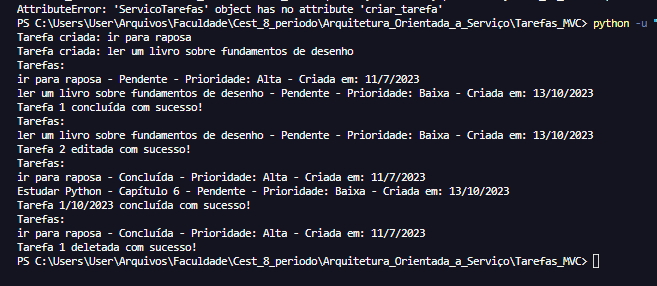 AttributeError: 'ServicoTarefas' object has no attribute 'criar_tarefa'
PS C:\Users\User\Arquivos\Faculdade\Cest_8_periodo\Arquitetura_Orientada_a_Serviço\Tarefas_MVC> python -u "
Tarefa criada: ir para raposa
Tarefa criada: ler um livro sobre fundamentos de desenho
Tarefas:
ir para raposa - Pendente - Prioridade: Alta - Criada em: 11/7/2023
ler um livro sobre fundamentos de desenho - Pendente - Prioridade: Baixa - Criada em: 13/10/2023
Tarefa 1 concluída com sucesso!
Tarefas:
ler um livro sobre fundamentos de desenho - Pendente - Prioridade: Baixa - Criada em: 13/10/2023
Tarefa 2 editada com sucesso!
Tarefas:
ir para raposa - Concluída - Prioridade: Alta - Criada em: 11/7/2023
Estudar Python - Capítulo 6 - Pendente - Prioridade: Baixa - Criada em: 13/10/2023
Tarefa 1/10/2023 concluída com sucesso!
Tarefas:
ir para raposa - Concluída - Prioridade: Alta - Criada em: 11/7/2023
Tarefa 1 deletada com sucesso!
PS C:\Users\User\Arquivos\Faculdade\Cest_8_periodo\Arquitetura_Orientada_a_Serviço\Tarefas_MVC>